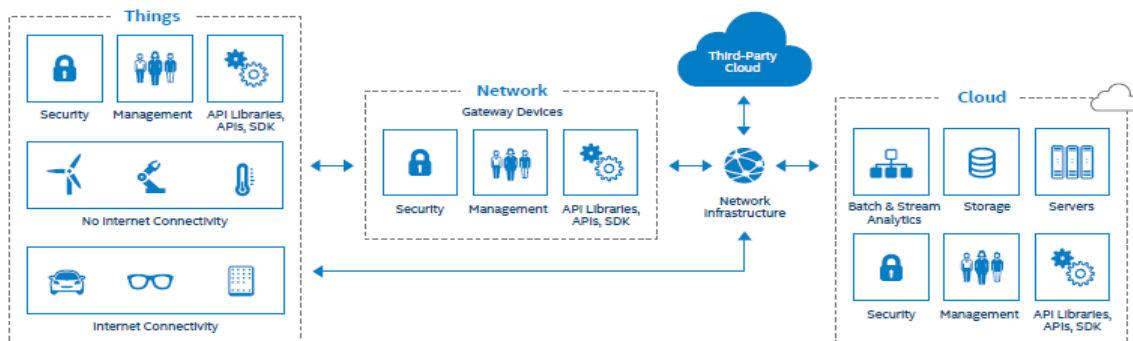 Things
Security
Management
API Libraries,
APIs, SDK
No Internet Connectivity
Internet Connectivity
Network
Gateway Devices
Security
Management
API Libraries,
APIs, SDK
Third-Party
Cloud
Network
Infrastructure
Cloud
Batch & Stream
Analytics
Storage
Servers
Security
Management
API Libraries,
APIs, SDK